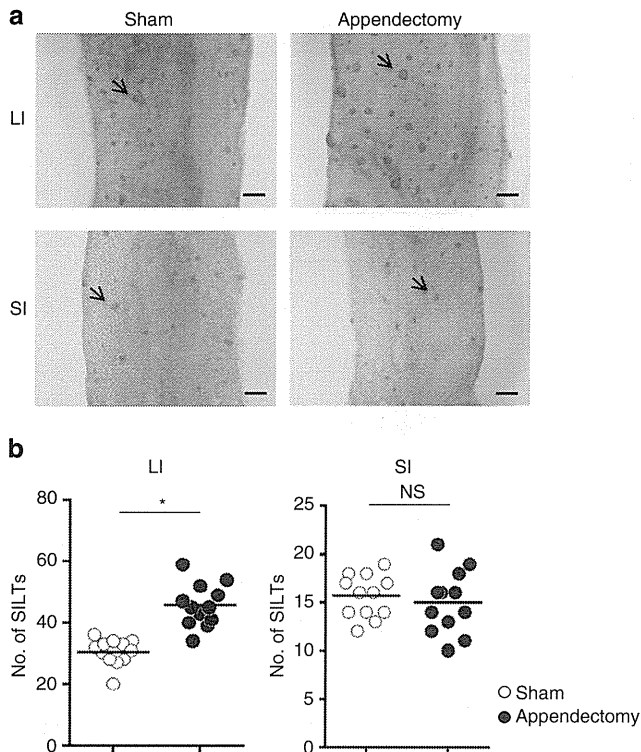 a
Sham Appendectomy
LI
SI
b
LI
*
No. of SILTs
80
60
40
20
0
SI
NS
No. of SILTs
25
20
15
10
5
0
Sham
Appendectomy